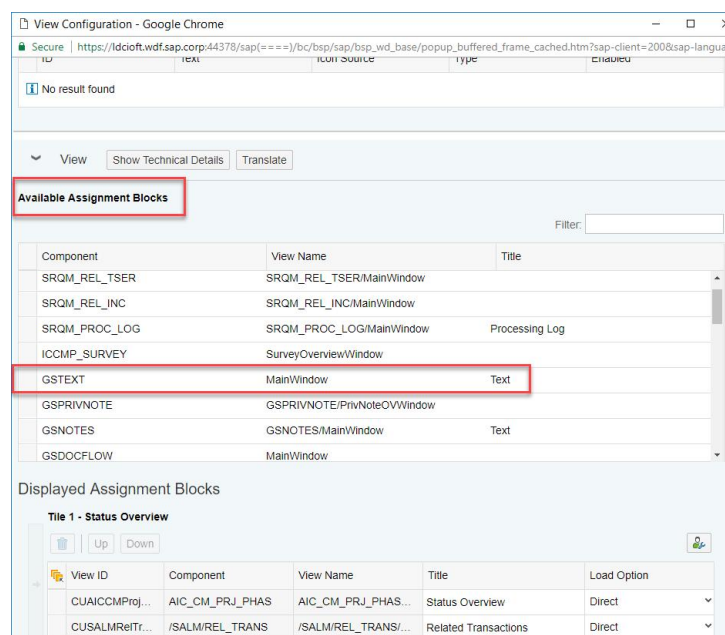 View Configuration - Google Chrome
Secure | https://ldcioft.wdf.sap.corp:44378/sap(====)/bc/bsp/sap/bsp_wd_base/popup_buffered_frame_cached.htm?sap-client=200&sap-langua
ID Text Icon Source Type Enabled
No result found
View Show Technical Details Translate
Available Assignment Blocks
Filter:
Component View Name Title
SRQM_REL_TSER SRQM_REL_TSER/MainWindow
SRQM_REL_INC SRQM_REL_INC/MainWindow
SRQM_PROC_LOG SRQM_PROC_LOG/MainWindow Processing Log
ICCMP_SURVEY SurveyOverviewWindow
GSTEXT MainWindow Text
GSPRIVNOTE GSPRIVNOTE/PrivNoteOVWindow
GSNOTES GSNOTES/MainWindow Text
GSDOCFLOW MainWindow
Displayed Assignment Blocks
Tile 1 - Status Overview
Up Down
View ID Component View Name Title Load Option
CUAICCMProj... AIC_CM_PRJ_PHAS AIC_CM_PRJ_PHAS... Status Overview Direct
CUSALMRelTr... /SALM/REL_TRANS /SALM/REL_TRANS/... Related Transactions Direct